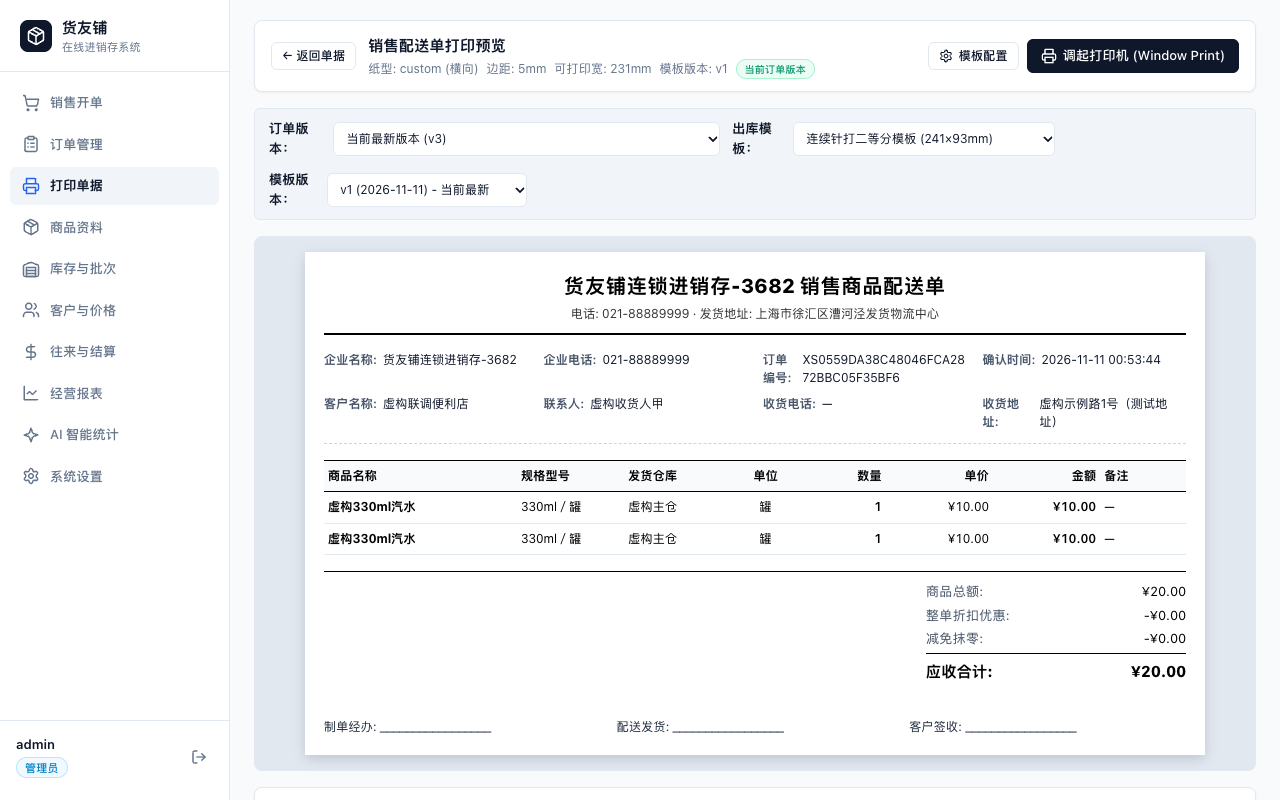 货友铺
在线进销存系统
销售开单
订单管理
打印单据
商品资料
库存与批次
客户与价格
往来与结算
经营报表
AI 智能统计
系统设置
admin
管理员
← 返回单据
销售配送单打印预览
纸型: custom (横向) 边距: 5mm 可打印宽: 231mm 模板版本: v1 当前订单版本
模板配置
调起打印机 (Window Print)
订单版本：
当前最新版本 (v3)
出库模板：
连续针打二等分模板 (241×93mm)
模板版本：
v1 (2026-11-11) - 当前最新
货友铺连锁进销存-3682 销售商品配送单
电话: 021-88889999 · 发货地址: 上海市徐汇区漕河泾发货物流中心
企业名称: 货友铺连锁进销存-3682 企业电话: 021-88889999 订单编号: XS0559DA38C48046FCA2872BBC05F35BF6 确认时间: 2026-11-11 00:53:44
客户名称: 虚构联调便利店 联系人: 虚构收货人甲 收货电话: — 收货地址: 虚构示例路1号（测试地址）
商品名称 规格型号 发货仓库 单位 数量 单价 金额 备注
虚构330ml汽水 330ml / 罐 虚构主仓 罐 1 ¥10.00 ¥10.00 —
虚构330ml汽水 330ml / 罐 虚构主仓 罐 1 ¥10.00 ¥10.00 —
商品总额: ¥20.00
整单折扣优惠: -¥0.00
减免抹零: -¥0.00
应收合计: ¥20.00
制单经办: _________________ 配送发货: _________________ 客户签收: _________________